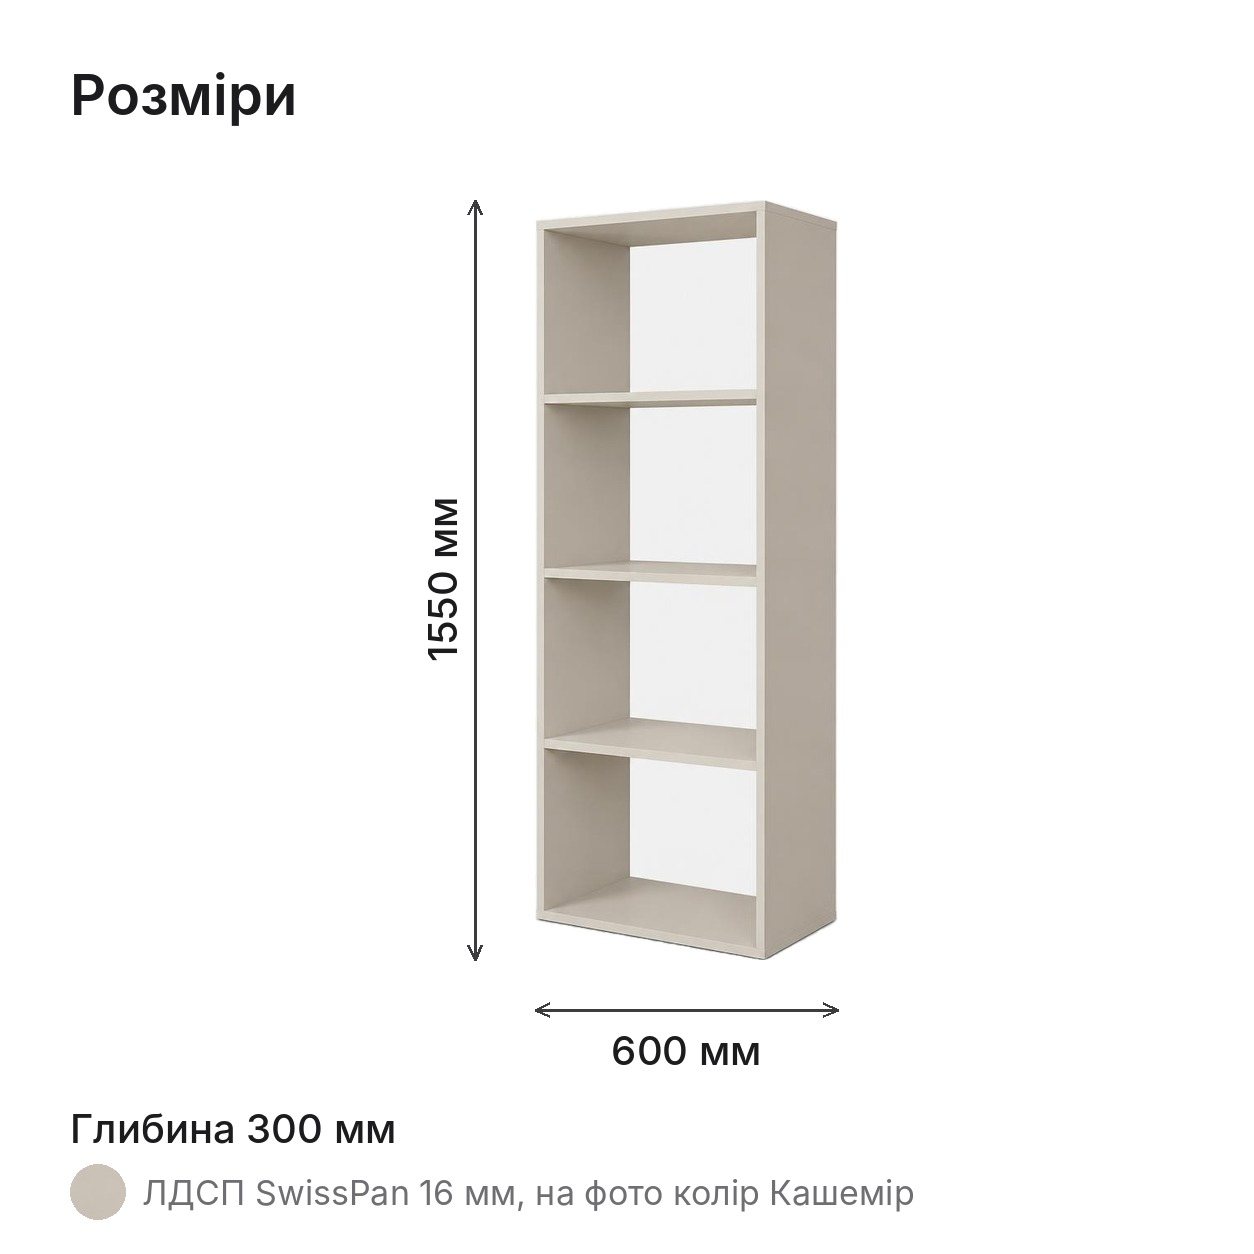 Розміри
1550 мм
600 мм
Глибина 300 мм
ЛДСП SwissPan 16 мм, на фото колір Кашемір